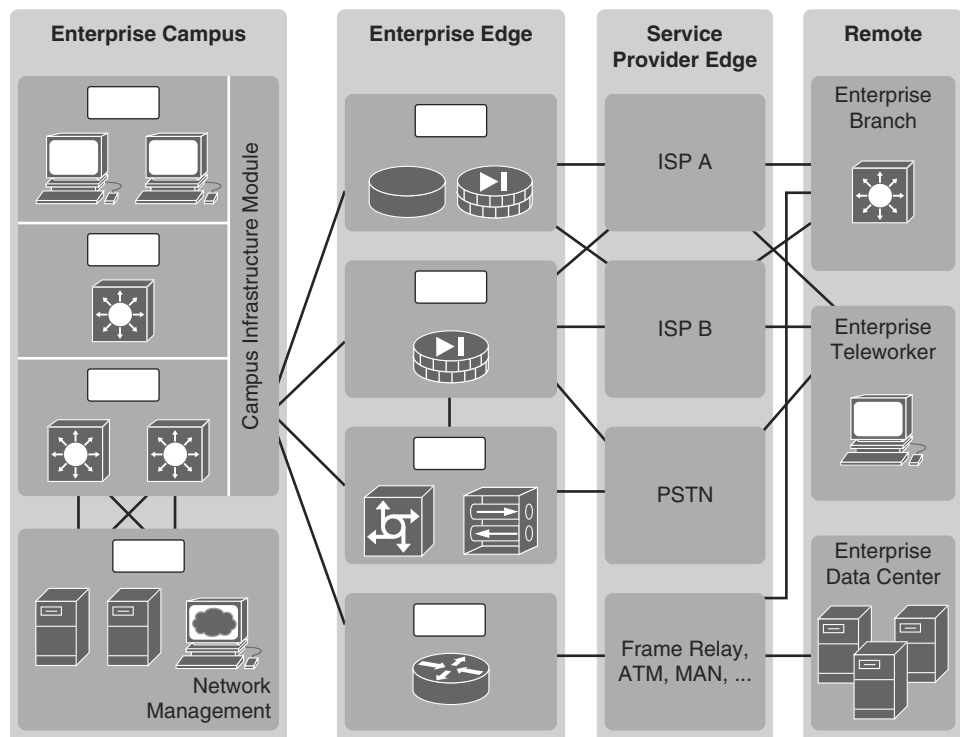 Enterprise Campus
Campus Infrastructure Module
Network
Management
Enterprise Edge
Service
Provider Edge
ISP A
ISP B
PSTN
Frame Relay,
ATM, MAN, ...
Remote
Enterprise
Branch
Enterprise
Teleworker
Enterprise
Data Center